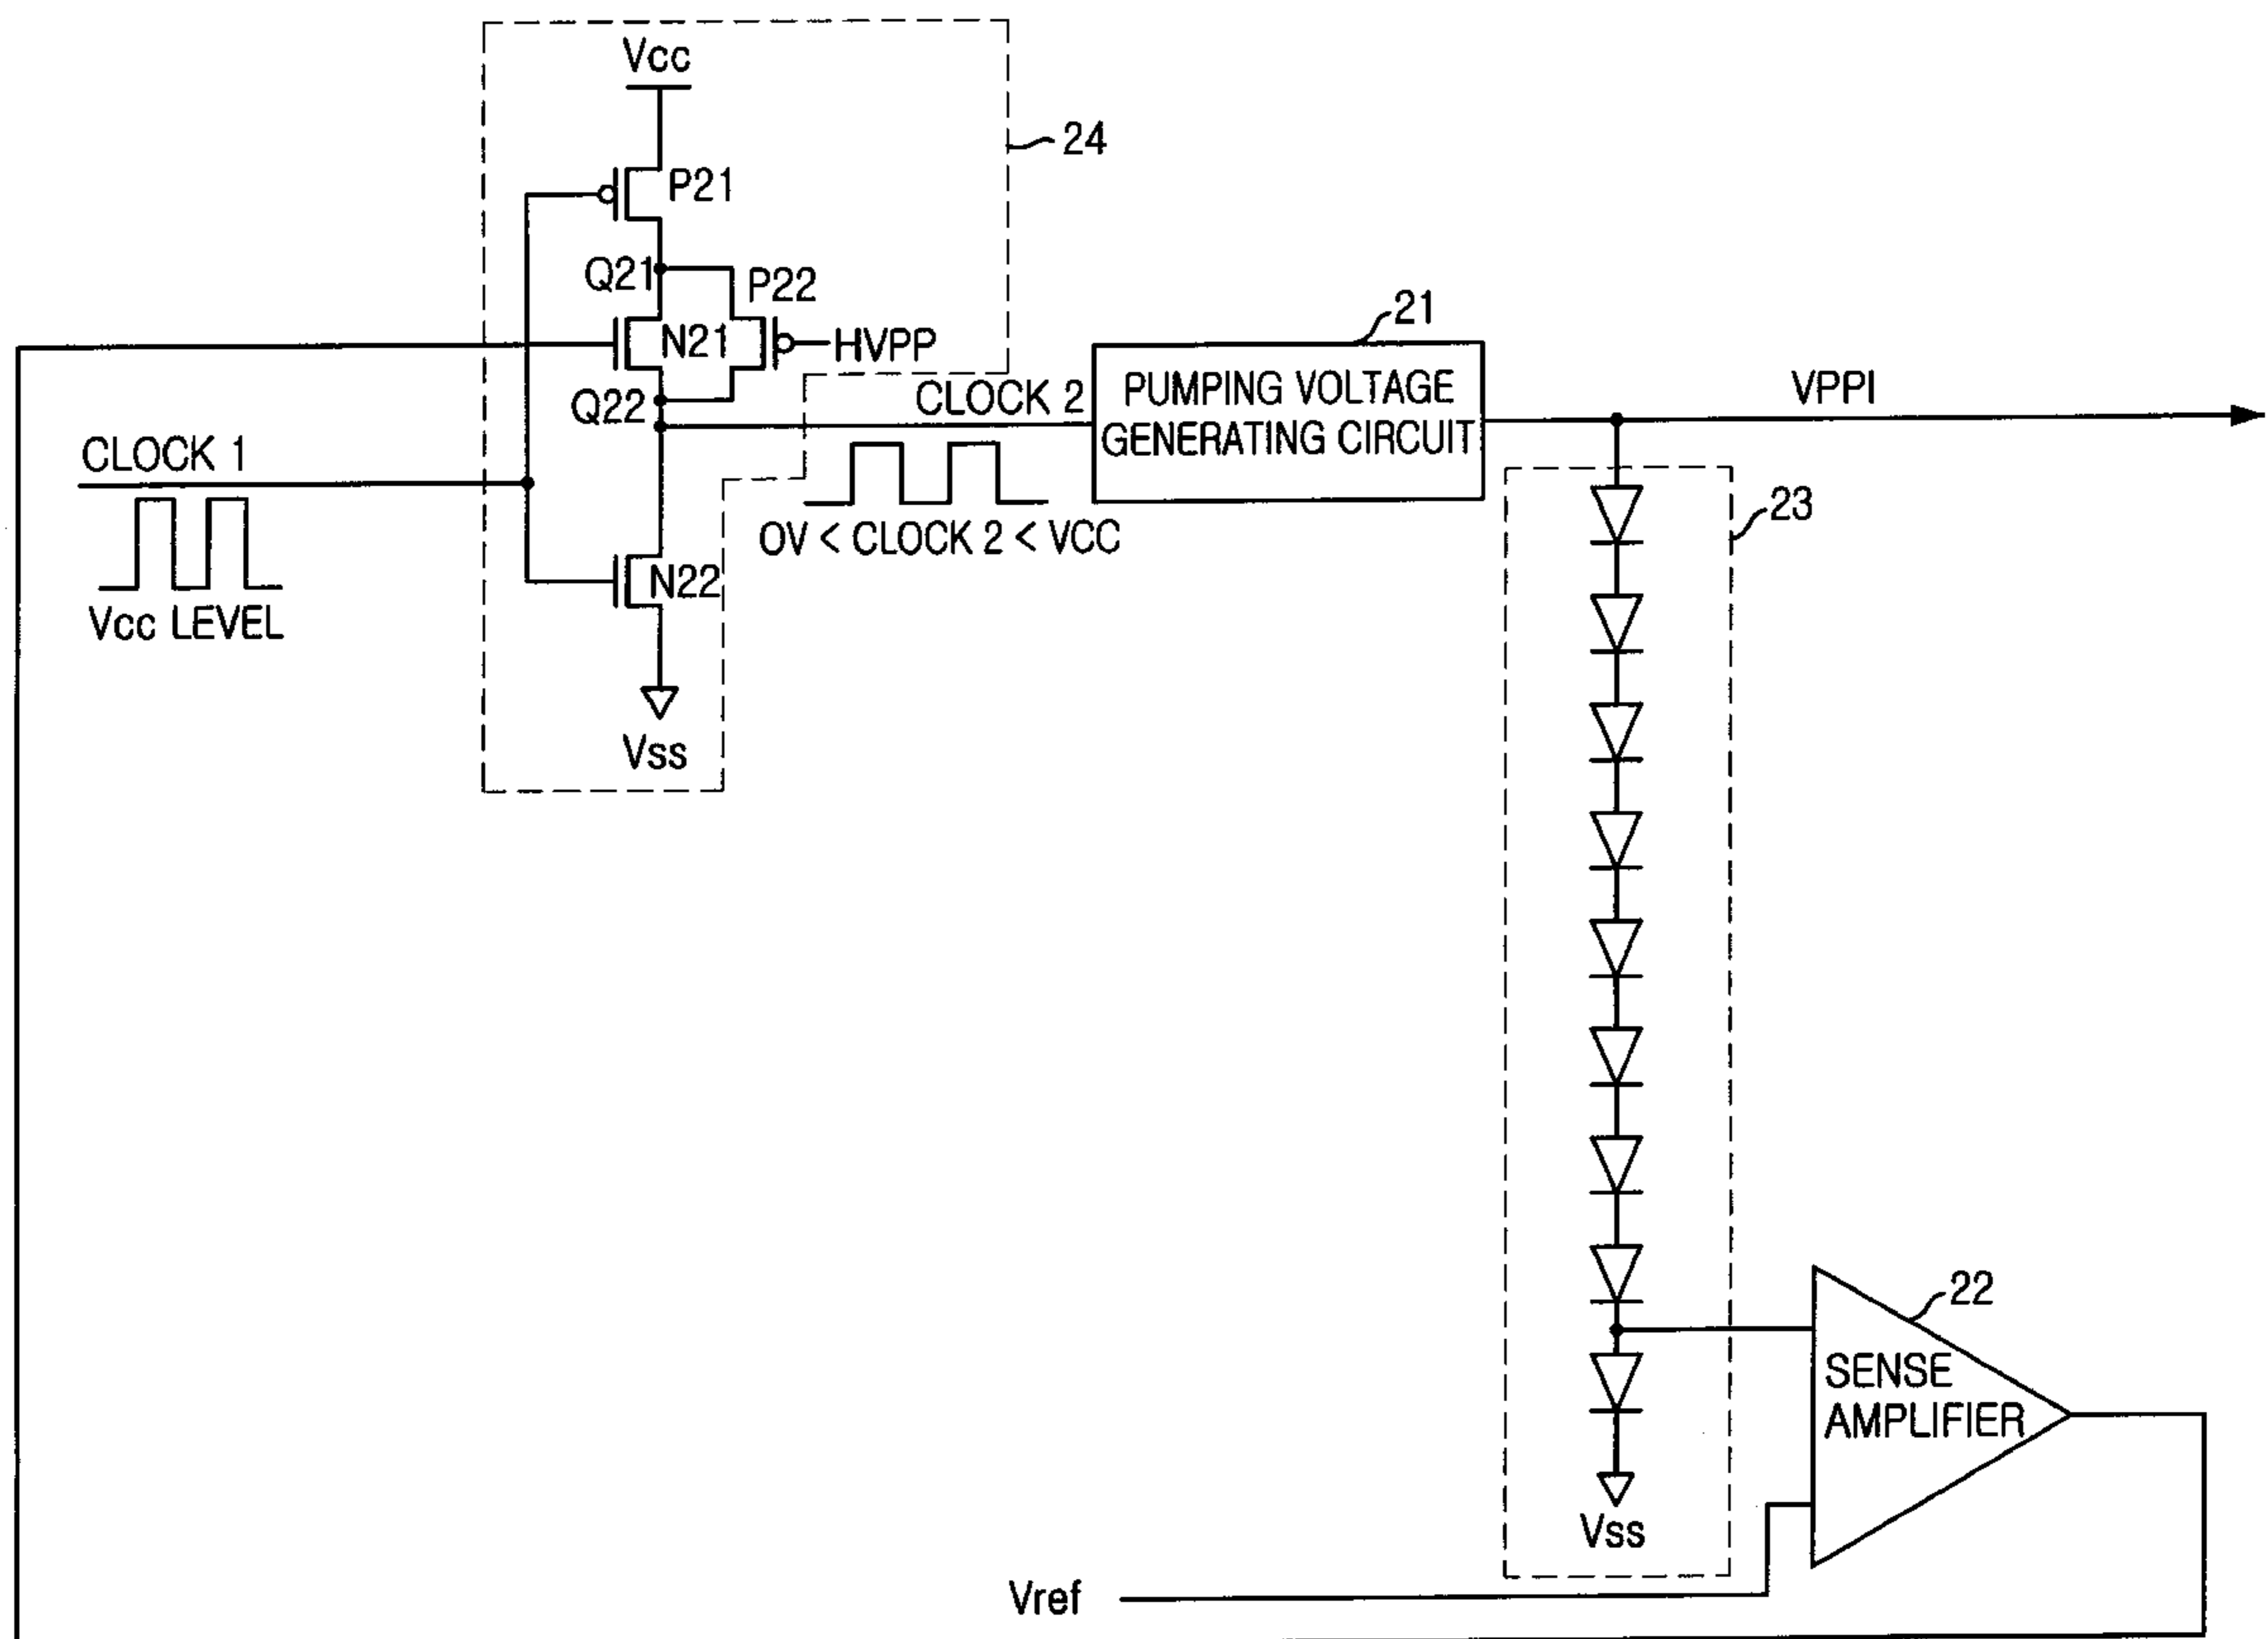 Vcc
24
P21
Q21
P22
N21
HVPP
21
Q22
CLOCK 2
PUMPING VOLTAGE
GENERATING CIRCUIT
VPPI
CLOCK 1
Vcc LEVEL
0V < CLOCK 2 < VCC
23
N22
Vss
22
SENSE
AMPLIFIER
Vss
Vref